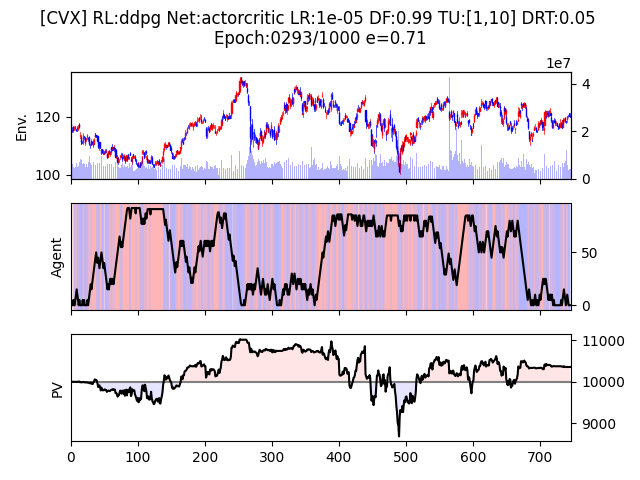 [CVX] RL:ddpg Net:actorcritic LR:1e-05 DF:0.99 TU:[1,10] DRT:0.05
Epoch:0293/1000 e=0.71
1e7
Env.
120
100
4
2
0
Agent
50
0
PV
11000
10000
9000
0 100 200 300 400 500 600 700